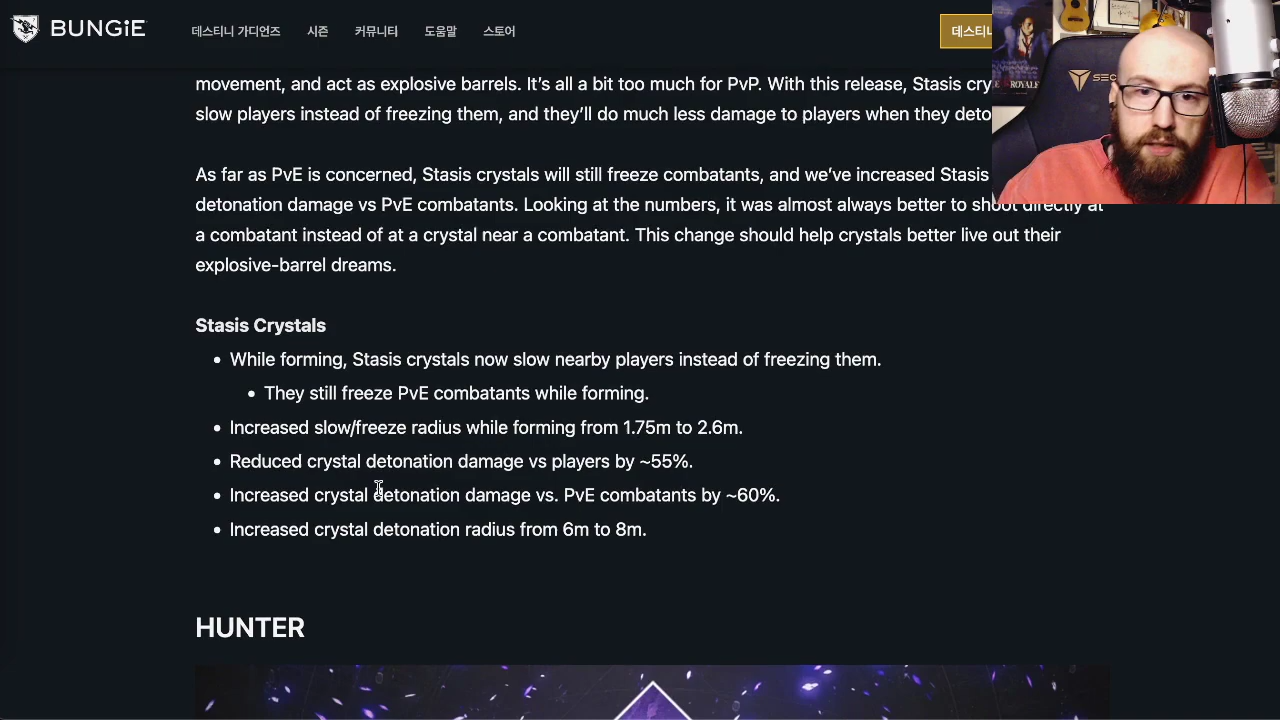 BUNGiE
데스티니 가디언즈 시즌 커뮤니티 도움말 스토어 데스티니
SEC
ROYALE
movement, and act as explosive barrels. It's all a bit too much for PvP. With this release, Stasis cry
slow players instead of freezing them, and they'll do much less damage to players when they deto
As far as PvE is concerned, Stasis crystals will still freeze combatants, and we've increased Stasis
detonation damage vs PvE combatants. Looking at the numbers, it was almost always better to shoot directly at
a combatant instead of at a crystal near a combatant. This change should help crystals better live out their
explosive-barrel dreams.
Stasis Crystals
• While forming, Stasis crystals now slow nearby players instead of freezing them.
• They still freeze PvE combatants while forming.
• Increased slow/freeze radius while forming from 1.75m to 2.6m.
• Reduced crystal detonation damage vs players by ~55%.
• Increased crystal detonation damage vs. PvE combatants by ~60%.
• Increased crystal detonation radius from 6m to 8m.
HUNTER